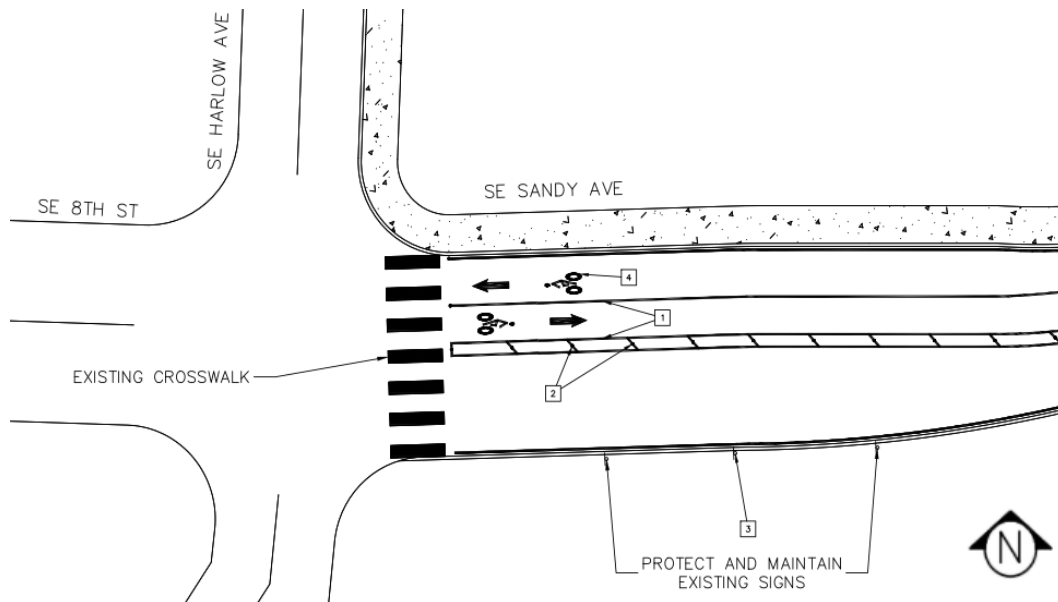 SE HARLOW AVE
SE 8TH ST
SE SANDY AVE
4
1
EXISTING CROSSWALK
2
3
PROTECT AND MAINTAIN
EXISTING SIGNS
N